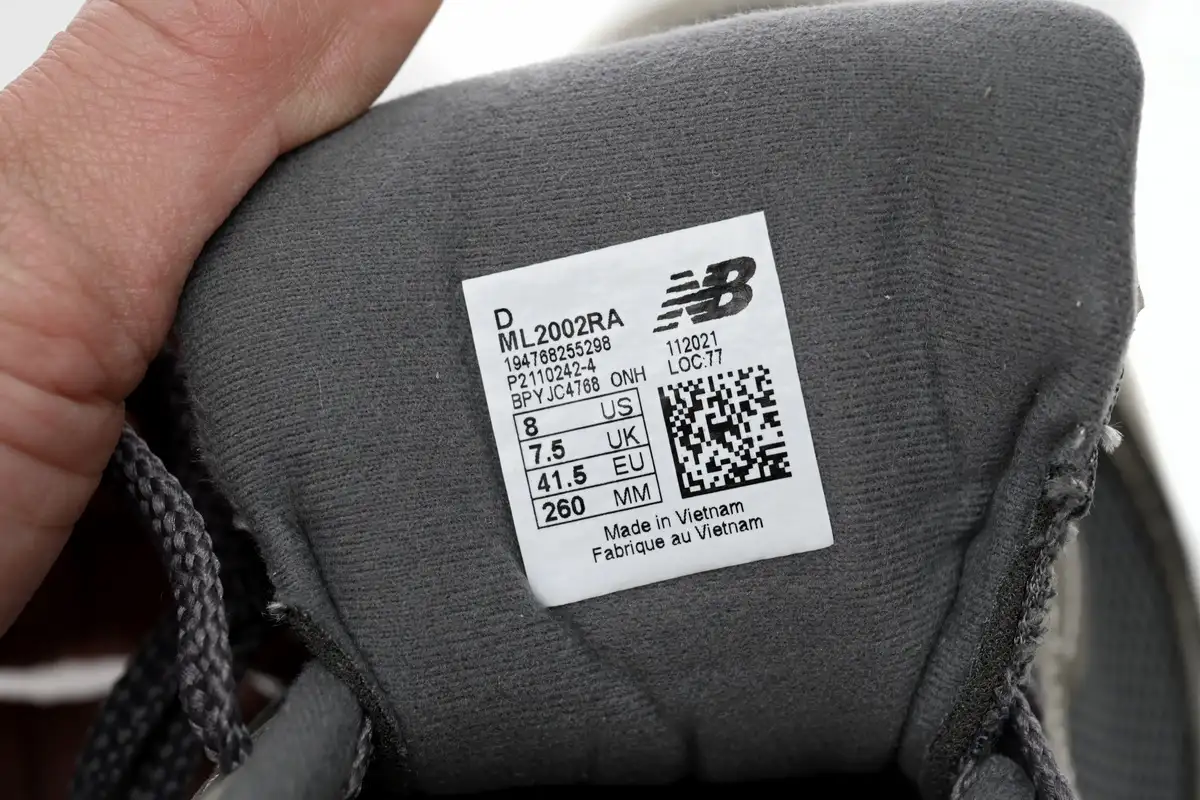 D
ML2002RA
194768255298
P2110242-4
BPYJC4768 ONH
NB
112021
LOC:77
8 US
7.5 UK
41.5 EU
260 MM
Made in Vietnam
Fabrique au Vietnam